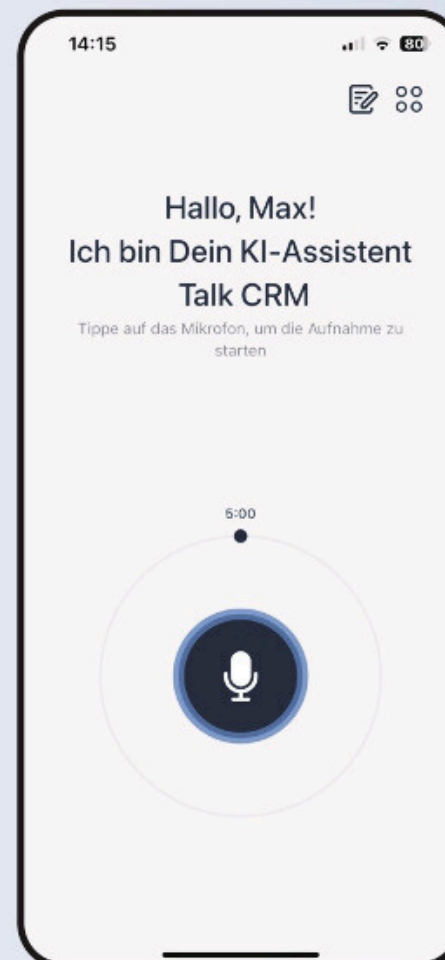 14:15
80
Hallo, Max!
Ich bin Dein KI-Assistent
Talk CRM
Tippe auf das Mikrofon, um die Aufnahme zu
starten
5:00